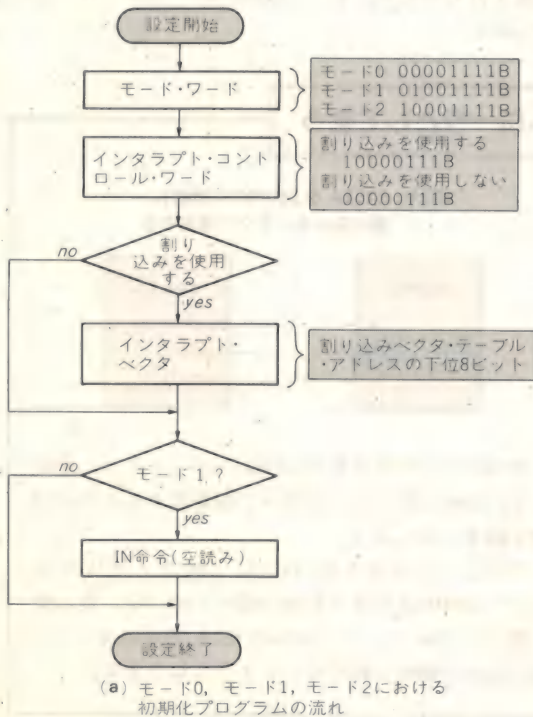 設定開始
モード・ワード
モード0 00001111B
モード1 01001111B
モード2 10001111B
インタラプト・コント
ロール・ワード
割り込みを使用する
10000111B
割り込みを使用しない
00000111B
割り
込みを使用
する
no
yes
インタラプト・
ベクタ
割り込みベクタ・テーブル
・アドレスの下位8ビット
モード1?
no
yes
IN命令(空読み)
設定終了
(a) モード0, モード1, モード2における
初期化プログラムの流れ